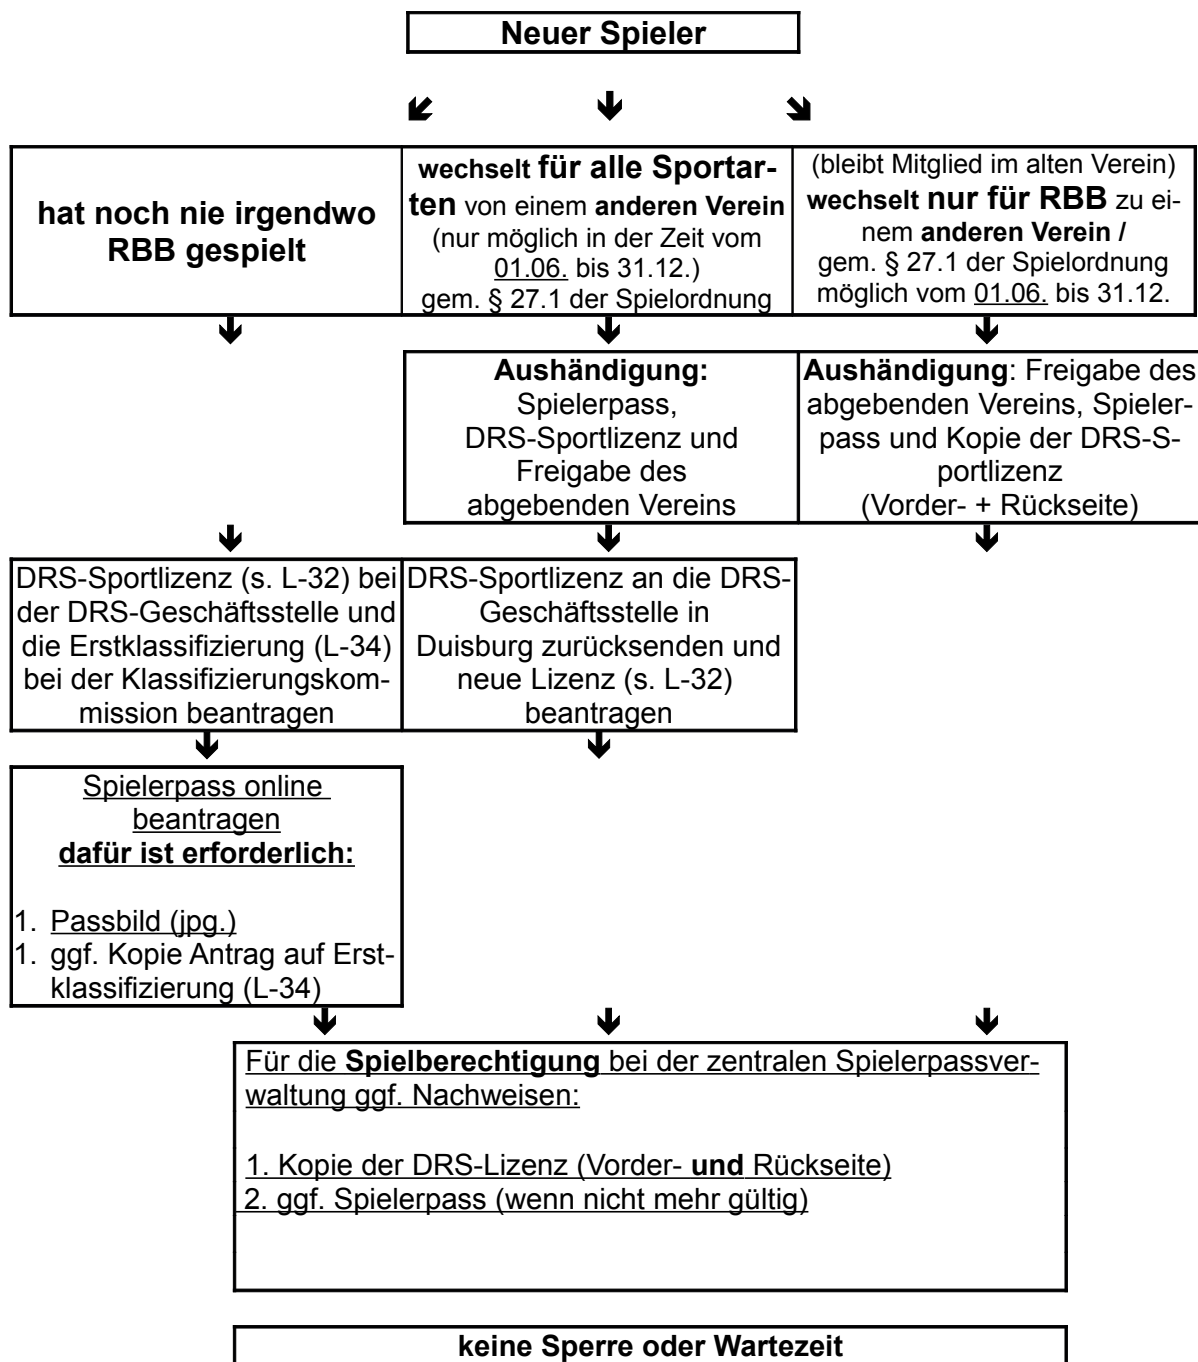 Neuer Spieler
hat noch nie irgendwo
RBB gespielt
wechselt für alle Sportar-
ten von einem anderen Verein
(nur möglich in der Zeit vom
01.06. bis 31.12.)
gem. § 27.1 der Spielordnung
(bleibt Mitglied im alten Verein)
wechselt nur für RBB zu ei-
nem anderen Verein /
gem. § 27.1 der Spielordnung
möglich vom 01.06. bis 31.12.
Aushändigung:
Spielerpass,
DRS-Sportlizenz und
Freigabe des
abgebenden Vereins
Aushändigung: Freigabe des
abgebenden Vereins, Spieler-
pass und Kopie der DRS-S-
portlizenz
(Vorder- + Rückseite)
DRS-Sportlizenz (s. L-32) bei
der DRS-Geschäftsstelle und
die Erstklassifizierung (L-34)
bei der Klassifizierungskom-
mission beantragen
DRS-Sportlizenz an die DRS-
Geschäftsstelle in
Duisburg zurücksenden und
neue Lizenz (s. L-32)
beantragen
Spielerpass online
beantragen
dafür ist erforderlich:
1. Passbild (jpg.)
1. ggf. Kopie Antrag auf Erst-
klassifizierung (L-34)
Für die Spielberechtigung bei der zentralen Spielerpassver-
waltung ggf. Nachweisen:
1. Kopie der DRS-Lizenz (Vorder- und Rückseite)
2. ggf. Spielerpass (wenn nicht mehr gültig)
keine Sperre oder Wartezeit